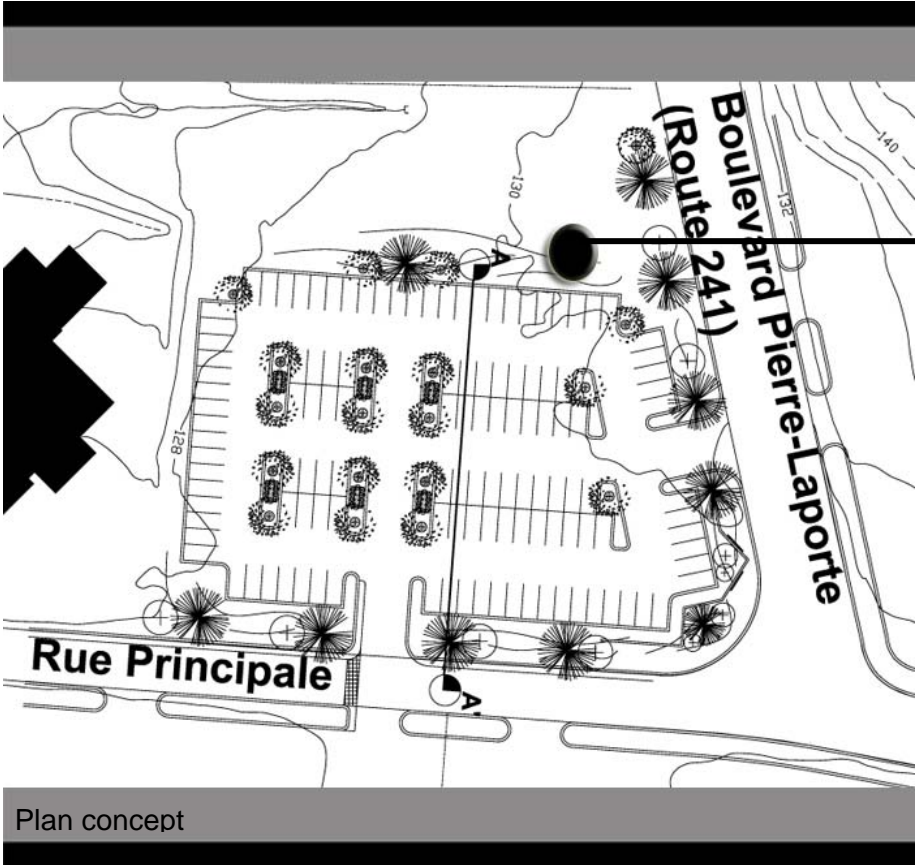 140
Boulevard Pierre-Laporte
(Route 241)
130
132
A
128
Rue Principale
A'
Plan concept